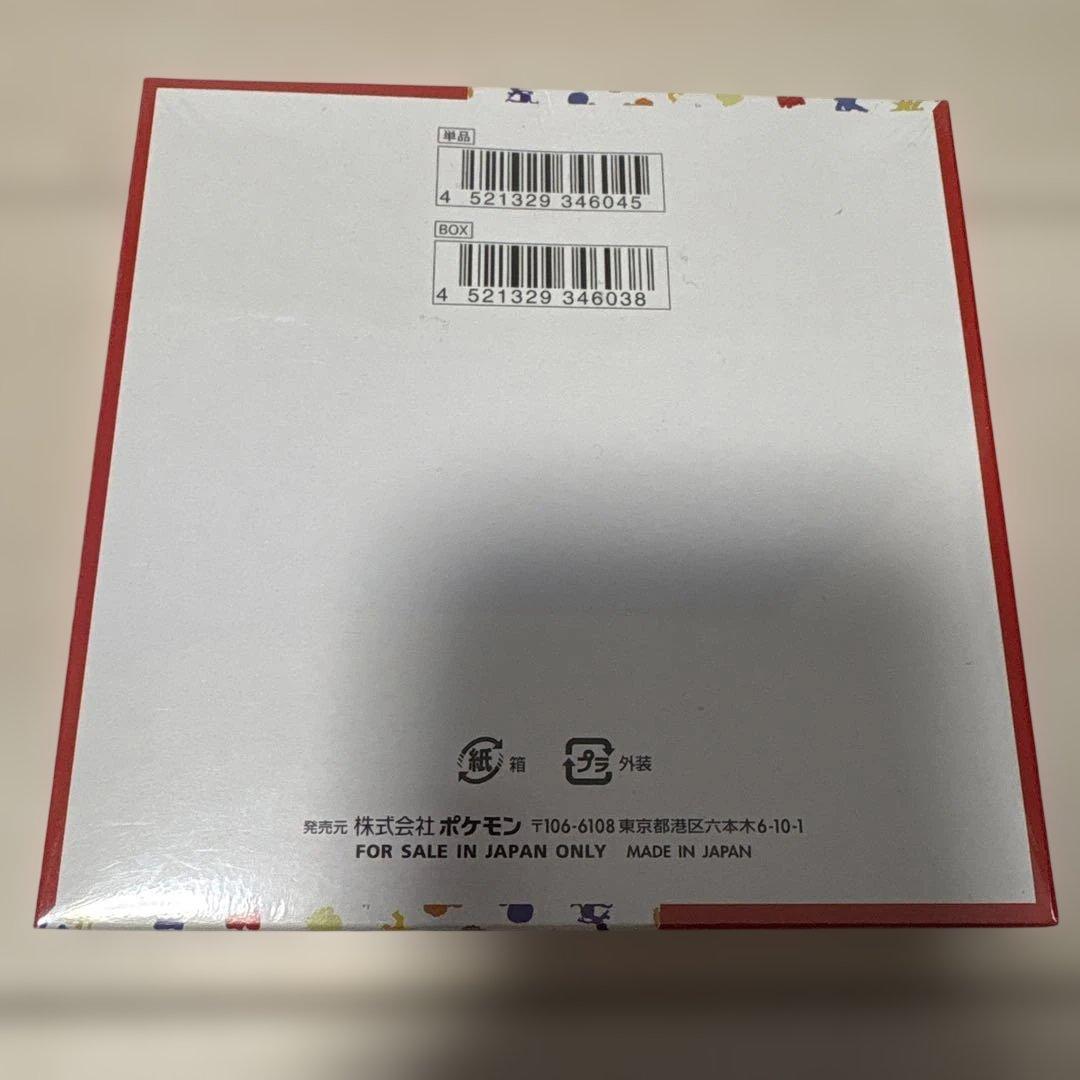 単品
4 521329 346045
BOX
4 521329 346038
紙 箱 プラ 外装
発売元 株式会社ポケモン 〒106-6108 東京都港区六本木6-10-1
FOR SALE IN JAPAN ONLY MADE IN JAPAN